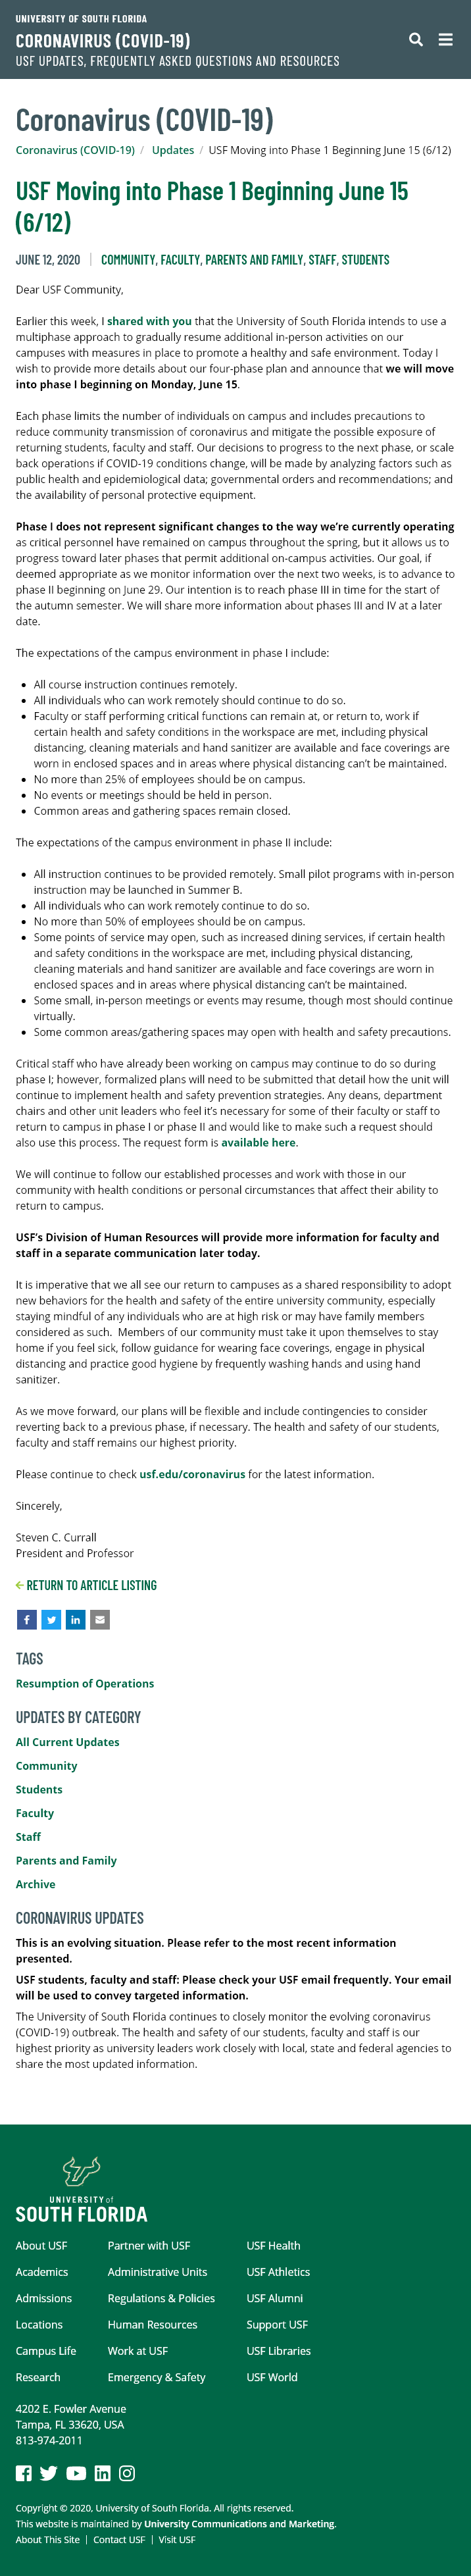 UNIVERSITY OF SOUTH FLORIDA
CORONAVIRUS (COVID-19)
USF UPDATES, FREQUENTLY ASKED QUESTIONS AND RESOURCES
Coronavirus (COVID-19)
Coronavirus (COVID-19) / Updates / USF Moving into Phase 1 Beginning June 15 (6/12)
USF Moving into Phase 1 Beginning June 15
(6/12)
JUNE 12, 2020 | COMMUNITY, FACULTY, PARENTS AND FAMILY, STAFF, STUDENTS
Dear USF Community,
Earlier this week, I shared with you that the University of South Florida intends to use a
multiphase approach to gradually resume additional in-person activities on our
campuses with measures in place to promote a healthy and safe environment. Today I
wish to provide more details about our four-phase plan and announce that we will move
into phase I beginning on Monday, June 15.
Each phase limits the number of individuals on campus and includes precautions to
reduce community transmission of coronavirus and mitigate the possible exposure of
returning students, faculty and staff. Our decisions to progress to the next phase, or scale
back operations if COVID-19 conditions change, will be made by analyzing factors such as
public health and epidemiological data; governmental orders and recommendations; and
the availability of personal protective equipment.
Phase I does not represent significant changes to the way we're currently operating
as critical personnel have remained on campus throughout the spring, but it allows us to
progress toward later phases that permit additional on-campus activities. Our goal, if
deemed appropriate as we monitor information over the next two weeks, is to advance to
phase II beginning on June 29. Our intention is to reach phase III in time for the start of
the autumn semester. We will share more information about phases III and IV at a later
date.
The expectations of the campus environment in phase I include:
• All course instruction continues remotely.
• All individuals who can work remotely should continue to do so.
• Faculty or staff performing critical functions can remain at, or return to, work if
certain health and safety conditions in the workspace are met, including physical
distancing, cleaning materials and hand sanitizer are available and face coverings are
worn in enclosed spaces and in areas where physical distancing can't be maintained.
• No more than 25% of employees should be on campus.
• No events or meetings should be held in person.
• Common areas and gathering spaces remain closed.
The expectations of the campus environment in phase II include:
• All instruction continues to be provided remotely. Small pilot programs with in-person
instruction may be launched in Summer B.
• All individuals who can work remotely continue to do so.
• No more than 50% of employees should be on campus.
• Some points of service may open, such as increased dining services, if certain health
and safety conditions in the workspace are met, including physical distancing,
cleaning materials and hand sanitizer are available and face coverings are worn in
enclosed spaces and in areas where physical distancing can't be maintained.
• Some small, in-person meetings or events may resume, though most should continue
virtually.
• Some common areas/gathering spaces may open with health and safety precautions.
Critical staff who have already been working on campus may continue to do so during
phase I; however, formalized plans will need to be submitted that detail how the unit will
continue to implement health and safety prevention strategies. Any deans, department
chairs and other unit leaders who feel it's necessary for some of their faculty or staff to
return to campus in phase I or phase II and would like to make such a request should
also use this process. The request form is available here.
We will continue to follow our established processes and work with those in our
community with health conditions or personal circumstances that affect their ability to
return to campus.
USF's Division of Human Resources will provide more information for faculty and
staff in a separate communication later today.
It is imperative that we all see our return to campuses as a shared responsibility to adopt
new behaviors for the health and safety of the entire university community, especially
staying mindful of any individuals who are at high risk or may have family members
considered as such. Members of our community must take it upon themselves to stay
home if you feel sick, follow guidance for wearing face coverings, engage in physical
distancing and practice good hygiene by frequently washing hands and using hand
sanitizer.
As we move forward, our plans will be flexible and include contingencies to consider
reverting back to a previous phase, if necessary. The health and safety of our students,
faculty and staff remains our highest priority.
Please continue to check usf.edu/coronavirus for the latest information.
Sincerely,
Steven C. Currall
President and Professor
RETURN TO ARTICLE LISTING
TAGS
Resumption of Operations
UPDATES BY CATEGORY
All Current Updates
Community
Students
Faculty
Staff
Parents and Family
Archive
CORONAVIRUS UPDATES
This is an evolving situation. Please refer to the most recent information
presented.
USF students, faculty and staff: Please check your USF email frequently. Your email
will be used to convey targeted information.
The University of South Florida continues to closely monitor the evolving coronavirus
(COVID-19) outbreak. The health and safety of our students, faculty and staff is our
highest priority as university leaders work closely with local, state and federal agencies to
share the most updated information.
UNIVERSITY of
SOUTH FLORIDA
About USF
Academics
Admissions
Locations
Campus Life
Research
Partner with USF
Administrative Units
Regulations & Policies
Human Resources
Work at USF
Emergency & Safety
USF Health
USF Athletics
USF Alumni
Support USF
USF Libraries
USF World
4202 E. Fowler Avenue
Tampa, FL 33620, USA
813-974-2011
Copyright © 2020, University of South Florida. All rights reserved.
This website is maintained by University Communications and Marketing.
About This Site | Contact USF | Visit USF